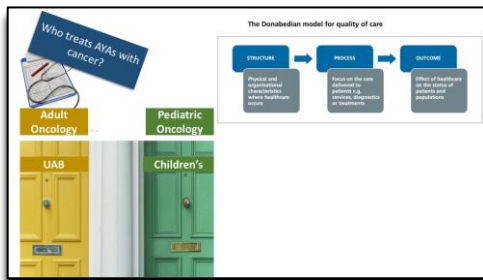 Who treats AYAs with
cancer?
Adult
Oncology
Pediatric
Oncology
UAB
Children's
The Donabedian model for quality of care
STRUCTURE
PROCESS
OUTCOME
Physical and
organisational
characteristics
where healthcare
occurs
Focus on the care
delivered to
patients e.g.
services, diagnostics
or treatments
Effect of healthcare
on the status of
patients and
populations